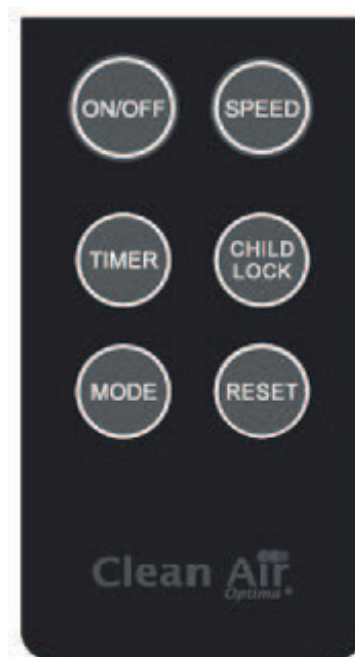 ON/OFF SPEED
TIMER CHILD LOCK
MODE RESET
Clean Air
Optima®